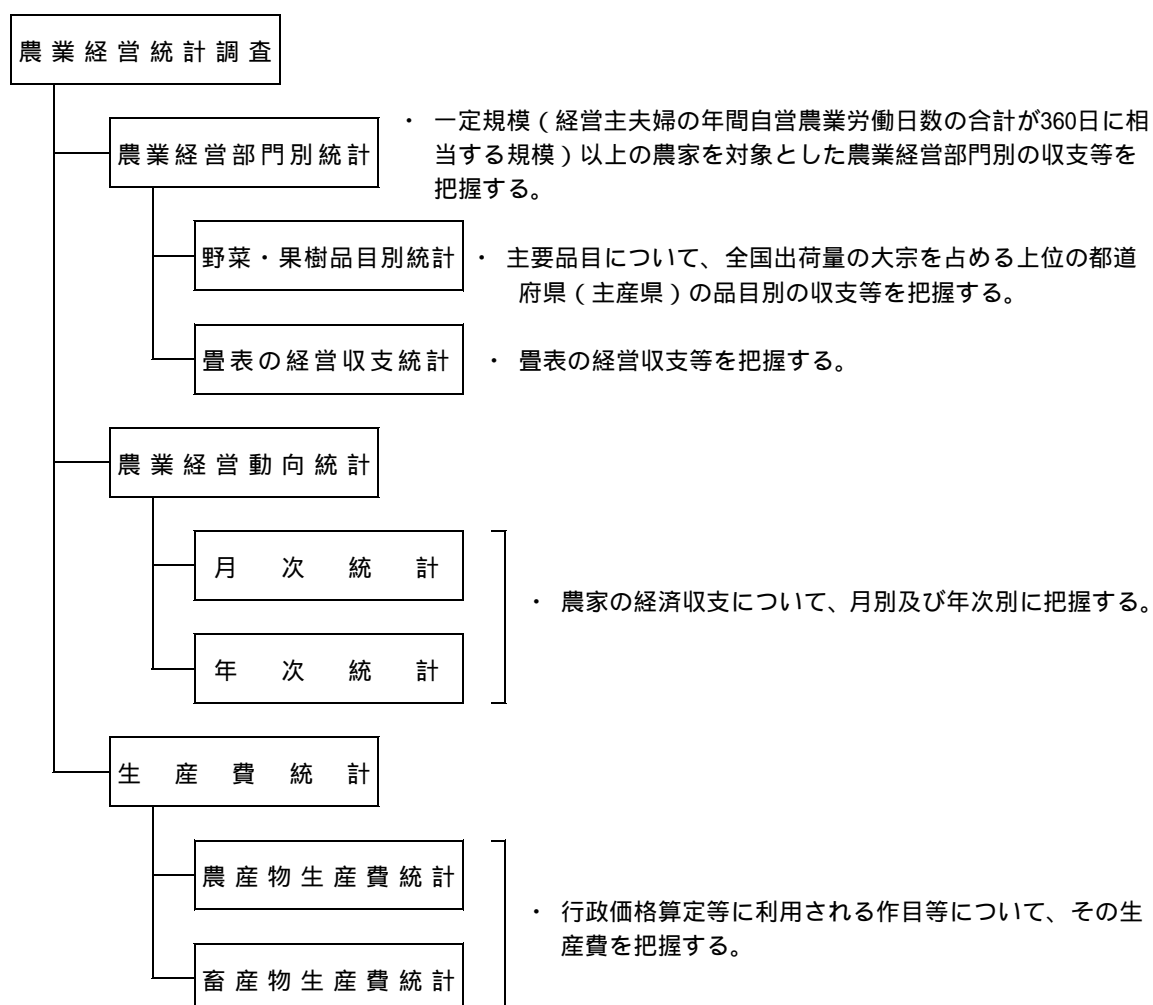 農業経営統計調査
・ 一定規模（経営主夫婦の年間自営農業労働日数の合計が360日に相
農業経営部門別統計
当する規模）以上の農家を対象とした農業経営部門別の収支等を
把握する。
野菜・果樹品目別統計
・ 主要品目について、全国出荷量の大宗を占める上位の都道
府県（主産県）の品目別の収支等を把握する。
畳表の経営収支統計
・ 畳表の経営収支等を把握する。
農業経営動向統計
月次統計
・ 農家の経済収支について、月別及び年次別に把握する。
年次統計
生産費統計
農産物生産費統計
・ 行政価格算定等に利用される作目等について、その生
産費を把握する。
畜産物生産費統計